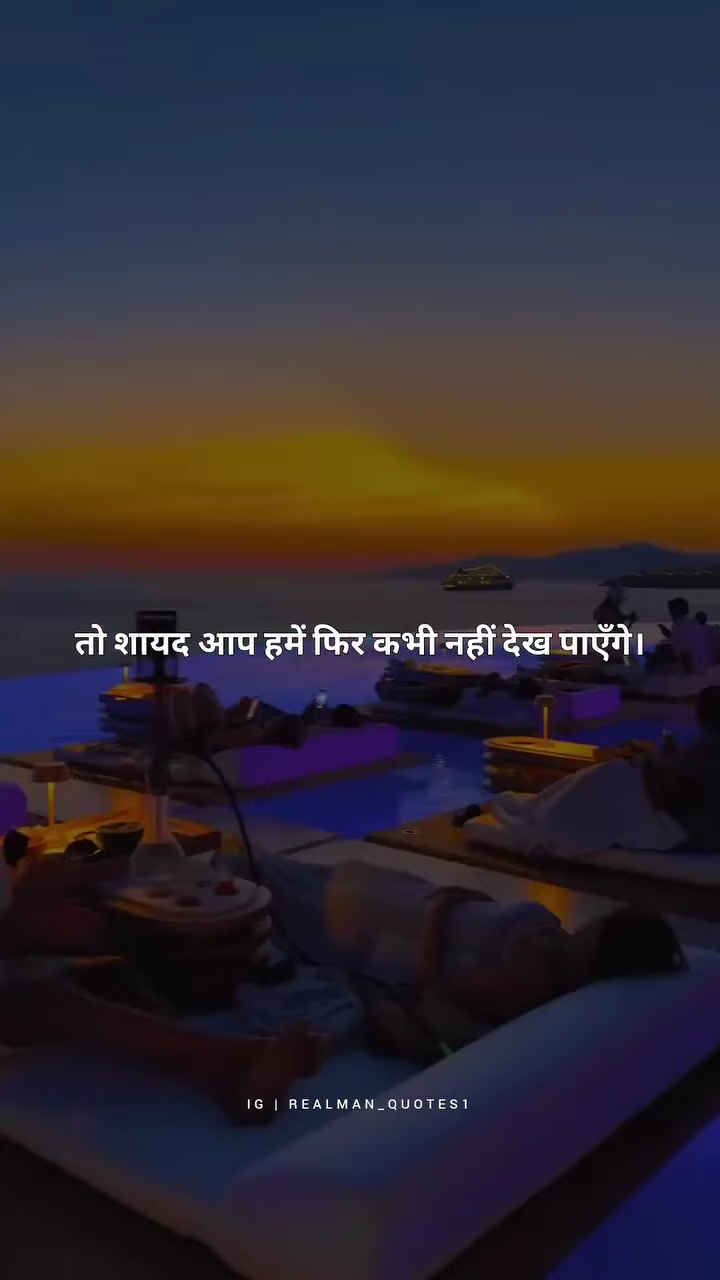 तो शायद आप हमें फिर कभी नहीं देख पाएँगे।
IG | REALMAN_QUOTES1